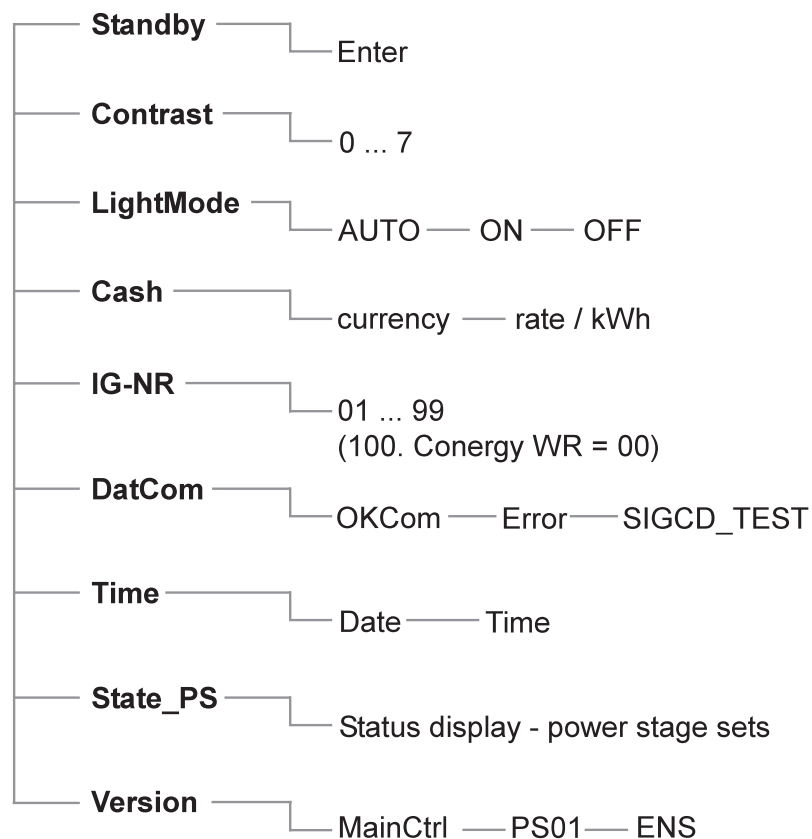 Standby
Enter
Contrast
0 ... 7
LightMode
AUTO ON OFF
Cash
currency rate / kWh
IG-NR
01 ... 99
(100. Conergy WR = 00)
DatCom
OKCom Error SIGCD_TEST
Time
Date Time
State_PS
Status display - power stage sets
Version
MainCtrl PS01 ENS